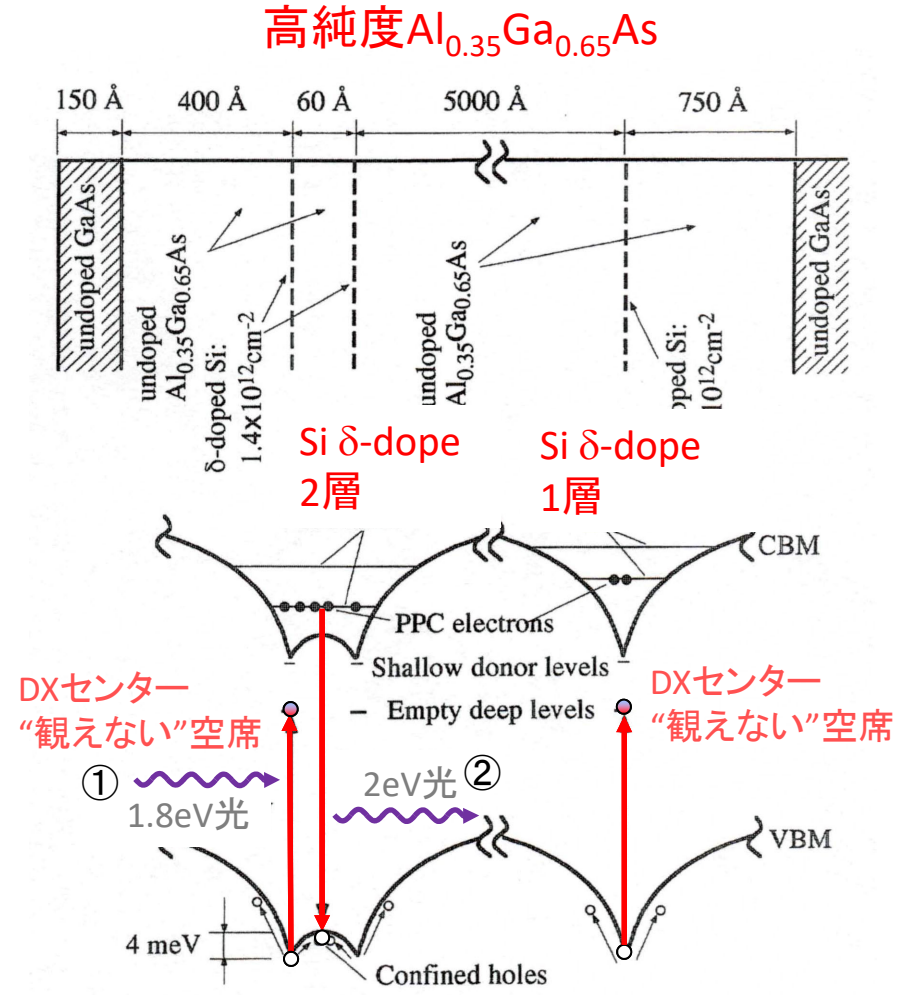 高純度Al0.35Ga0.65As
150 Å 400 Å 60 Å 5000 Å 750 Å
undoped GaAs
undoped
Al0.35Ga0.65As
δ-doped Si:
1.4x10^12cm^-2
undoped
Al0.35Ga0.65As
ped Si:
10^12cm^-2
undoped GaAs
Si δ-dope
2層
Si δ-dope
1層
CBM
PPC electrons
Shallow donor levels
Empty deep levels
DXセンター
“観えない”空席
DXセンター
“観えない”空席
①
1.8eV光
2eV光
②
VBM
4 meV
Confined holes